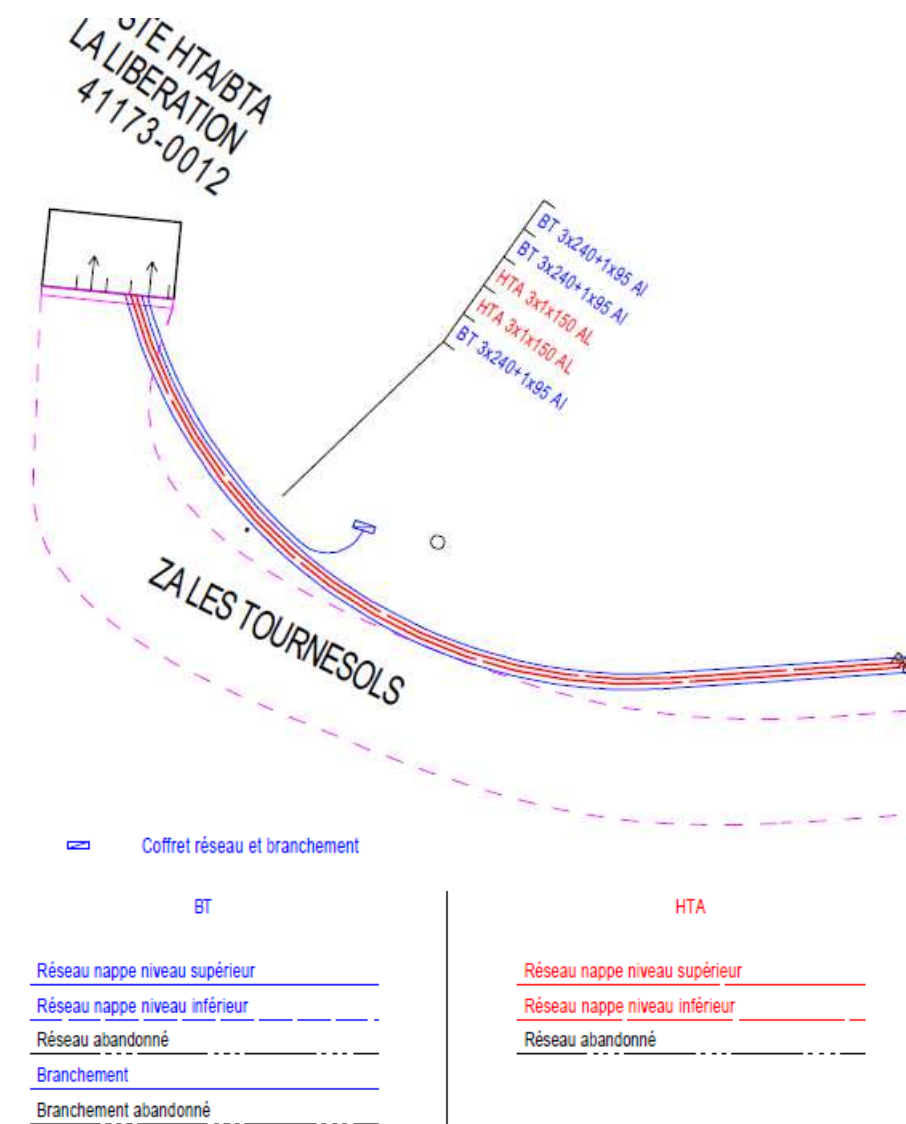 LA LIBERATION
41173-0012
BT 3x240+1x95 Al
BT 3x240+1x95 Al
HTA 3x1x150 AL
HTA 3x1x150 AL
BT 3x240+1x95 Al
ZA LES TOURNESOLS
Coffret réseau et branchement
BT
Réseau nappe niveau supérieur
Réseau nappe niveau inférieur
Réseau abandonné
Branchement
Branchement abandonné
HTA
Réseau nappe niveau supérieur
Réseau nappe niveau inférieur
Réseau abandonné